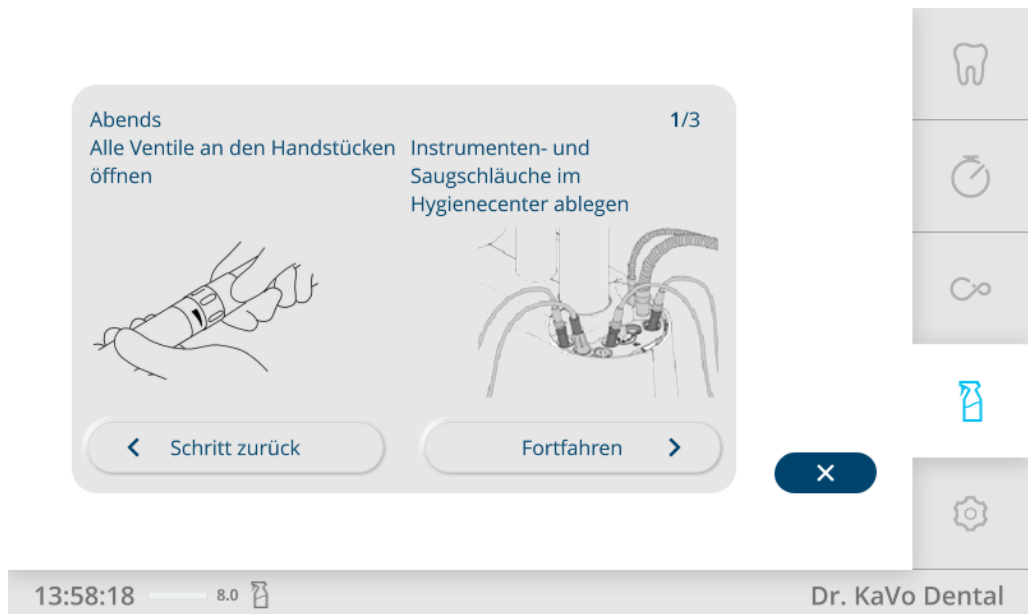 Abends
1/3
Alle Ventile an den Handstücken
öffnen
Instrumenten- und
Saugschläuche im
Hygienecenter ablegen
Schritt zurück
Fortfahren
13:58:18
8.0
Dr. KaVo Dental